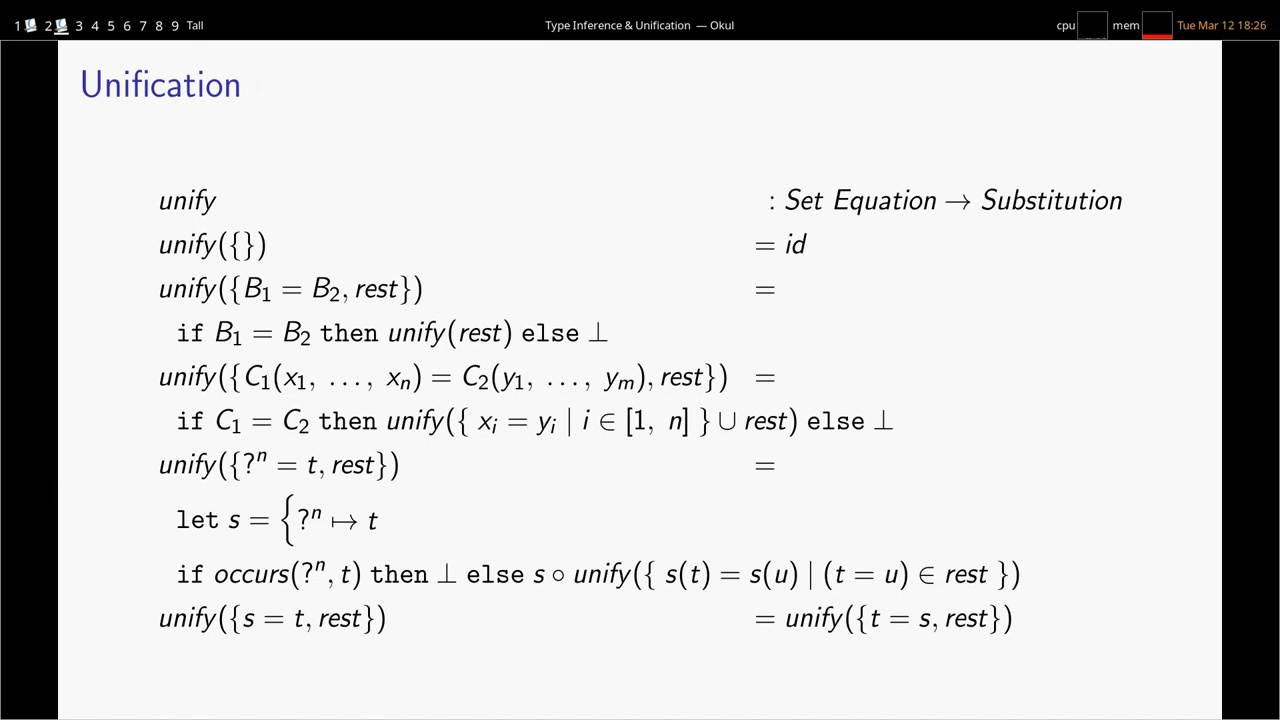 1 2 3 4 5 6 7 8 9 Tall Type Inference & Unification — Okul cpu mem Tue Mar 12 18:26
Unification
unify : Set Equation → Substitution
unify({}) = id
unify({B₁ = B₂, rest}) =
if B₁ = B₂ then unify(rest) else ⊥
unify({C₁(x₁, …, xₙ) = C₂(y₁, …, yₘ), rest}) =
if C₁ = C₂ then unify({ xᵢ = yᵢ | i ∈ [1, n] } ∪ rest) else ⊥
unify({?ⁿ = t, rest}) =
let s = { ?ⁿ ↦ t
if occurs(?ⁿ, t) then ⊥ else s ∘ unify({ s(t) = s(u) | (t = u) ∈ rest })
unify({s = t, rest}) = unify({t = s, rest})